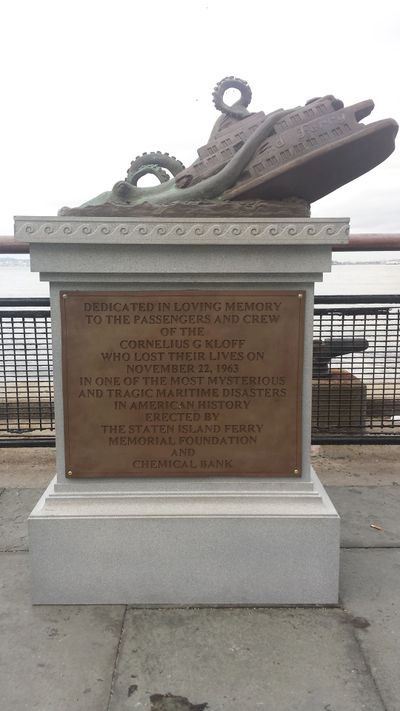 DEDICATED IN LOVING MEMORY
TO THE PASSENGERS AND CREW
OF THE
CORNELIUS G KLOFF
WHO LOST THEIR LIVES ON
NOVEMBER 22, 1963
IN ONE OF THE MOST MYSTERIOUS
AND TRAGIC MARITIME DISASTERS
IN AMERICAN HISTORY
ERECTED BY
THE STATEN ISLAND FERRY
MEMORIAL FOUNDATION
AND
CHEMICAL BANK